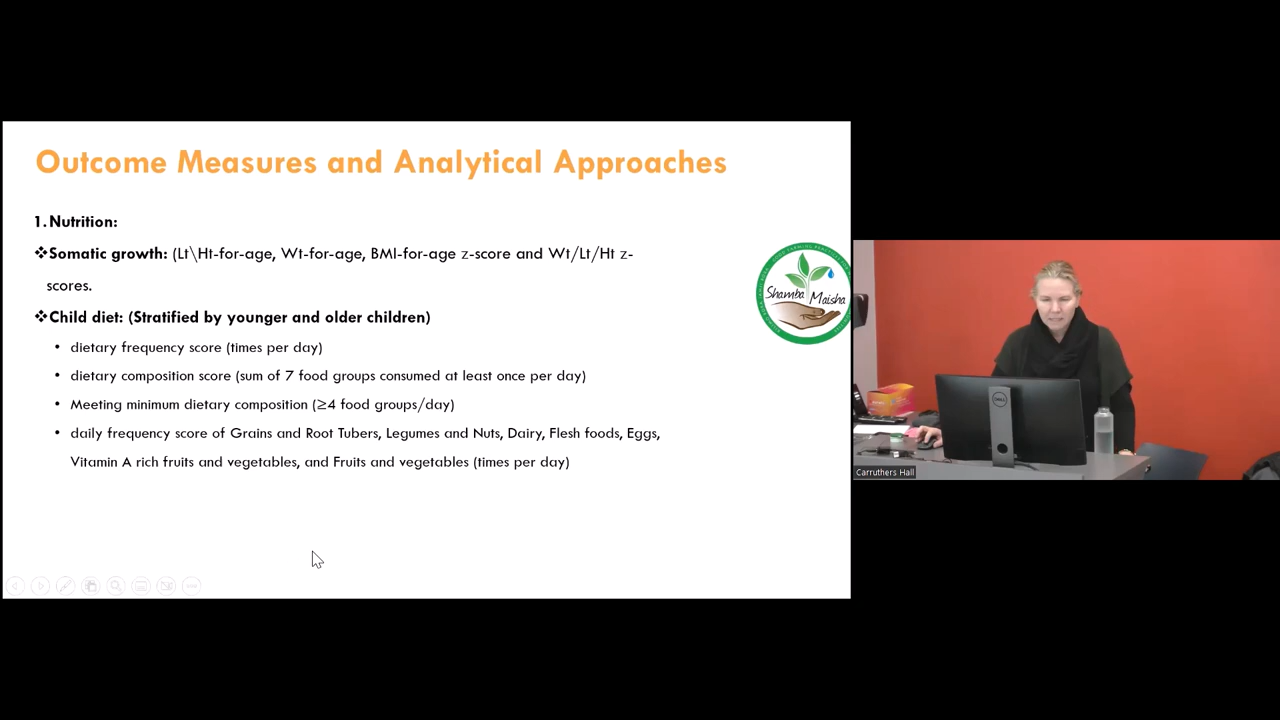 Outcome Measures and Analytical Approaches
1. Nutrition:
❖Somatic growth: (Lt\Ht-for-age, Wt-for-age, BMI-for-age z-score and Wt/Lt/Ht z-
scores.
❖Child diet: (Stratified by younger and older children)
• dietary frequency score (times per day)
• dietary composition score (sum of 7 food groups consumed at least once per day)
• Meeting minimum dietary composition (≥4 food groups/day)
• daily frequency score of Grains and Root Tubers, Legumes and Nuts, Dairy, Flesh foods, Eggs,
Vitamin A rich fruits and vegetables, and Fruits and vegetables (times per day)
Shamba Maisha
DELL
Carruthers Hall